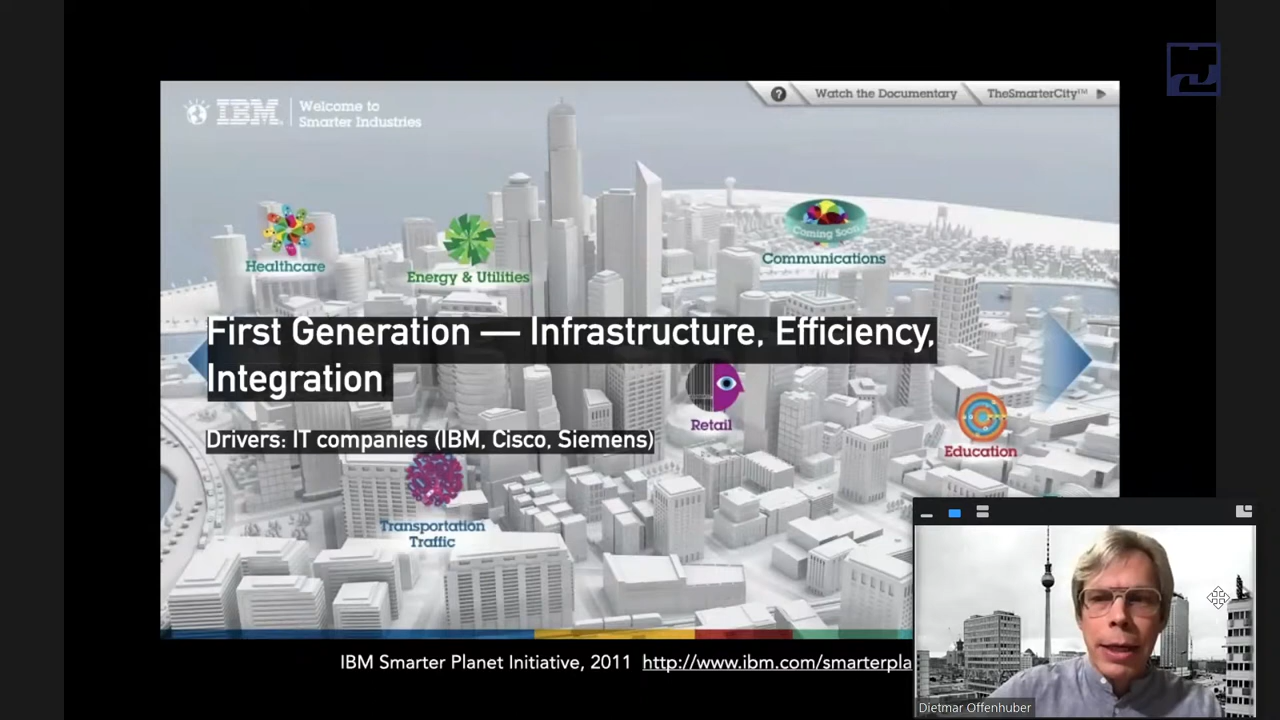 IBM
Welcome to
Smarter Industries
Watch the Documentary
TheSmarterCity™
Healthcare
Energy & Utilities
Coming Soon
Communications
First Generation — Infrastructure, Efficiency,
Integration
Retail
Drivers: IT companies (IBM, Cisco, Siemens)
Education
Transportation
Traffic
IBM Smarter Planet Initiative, 2011 http://www.ibm.com/smarterpla
Dietmar Offenhuber